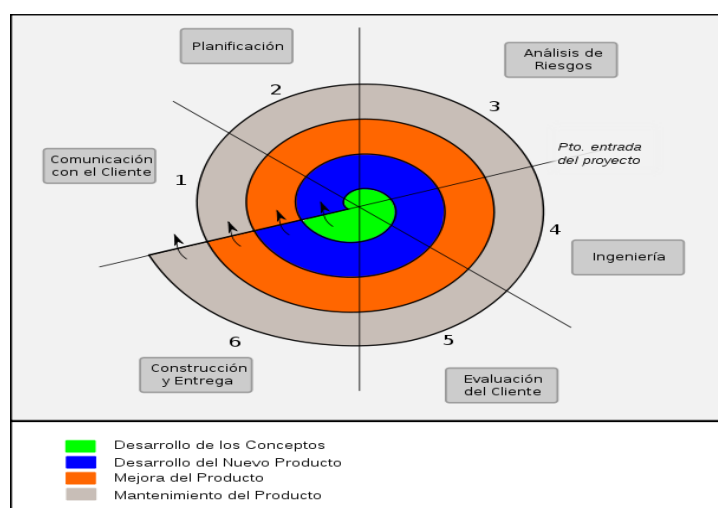 Planificación
Análisis de
Riesgos
2
3
Pto. entrada
del proyecto
Comunicación
con el Cliente
1
4
Ingeniería
6
5
Construcción
y Entrega
Evaluación
del Cliente
Desarrollo de los Conceptos
Desarrollo del Nuevo Producto
Mejora del Producto
Mantenimiento del Producto